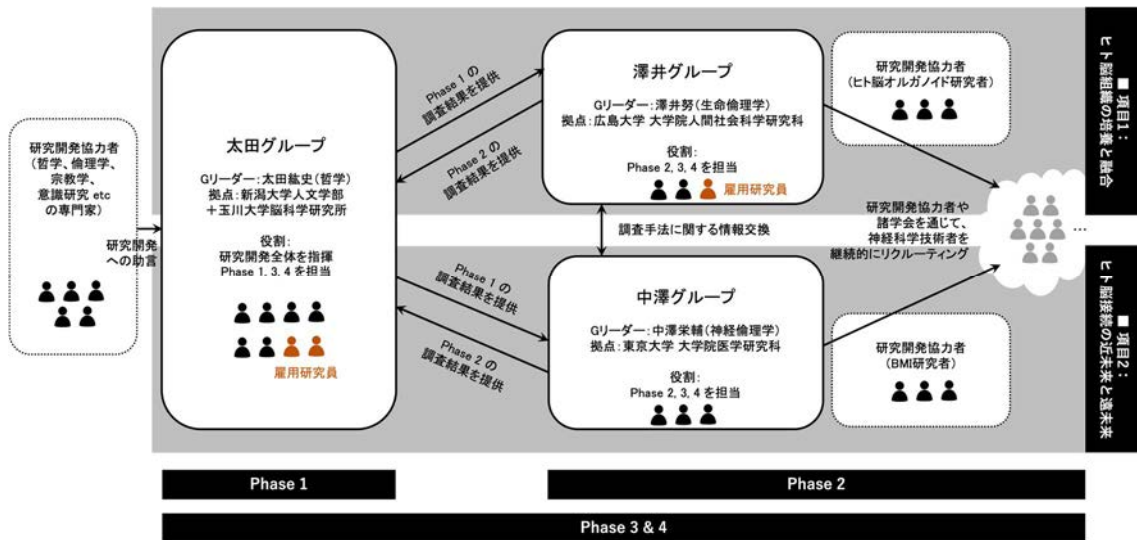 研究開発協力者
(哲学、倫理学、
宗教学、
意識研究 etc
の専門家)
研究開発
への助言
太田グループ
Gリーダー:太田紘史(哲学)
拠点:新潟大学人文学部
+玉川大学脳科学研究所
役割:
研究開発全体を指揮
Phase 1, 3, 4 を担当
雇用研究員
Phase 1 の
調査結果を提供
Phase 2 の
調査結果を提供
Phase 1 の
調査結果を提供
Phase 2 の
調査結果を提供
澤井グループ
Gリーダー:澤井努(生命倫理学)
拠点:広島大学 大学院人間社会科学研究科
役割:
Phase 2, 3, 4 を担当
雇用研究員
調査手法に関する情報交換
中澤グループ
Gリーダー:中澤栄輔(神経倫理学)
拠点:東京大学 大学院医学研究科
役割:
Phase 2, 3, 4 を担当
研究開発協力者
(ヒト脳オルガノイド研究者)
研究開発協力者や
諸学会を通じて、
神経科学技術者を
継続的にリクルーティング
…
研究開発協力者
(BMI研究者)
■ 項目1:
ヒト脳組織の培養と融合
■ 項目2:
ヒト脳接続の近未来と遠未来
Phase 1
Phase 2
Phase 3 & 4